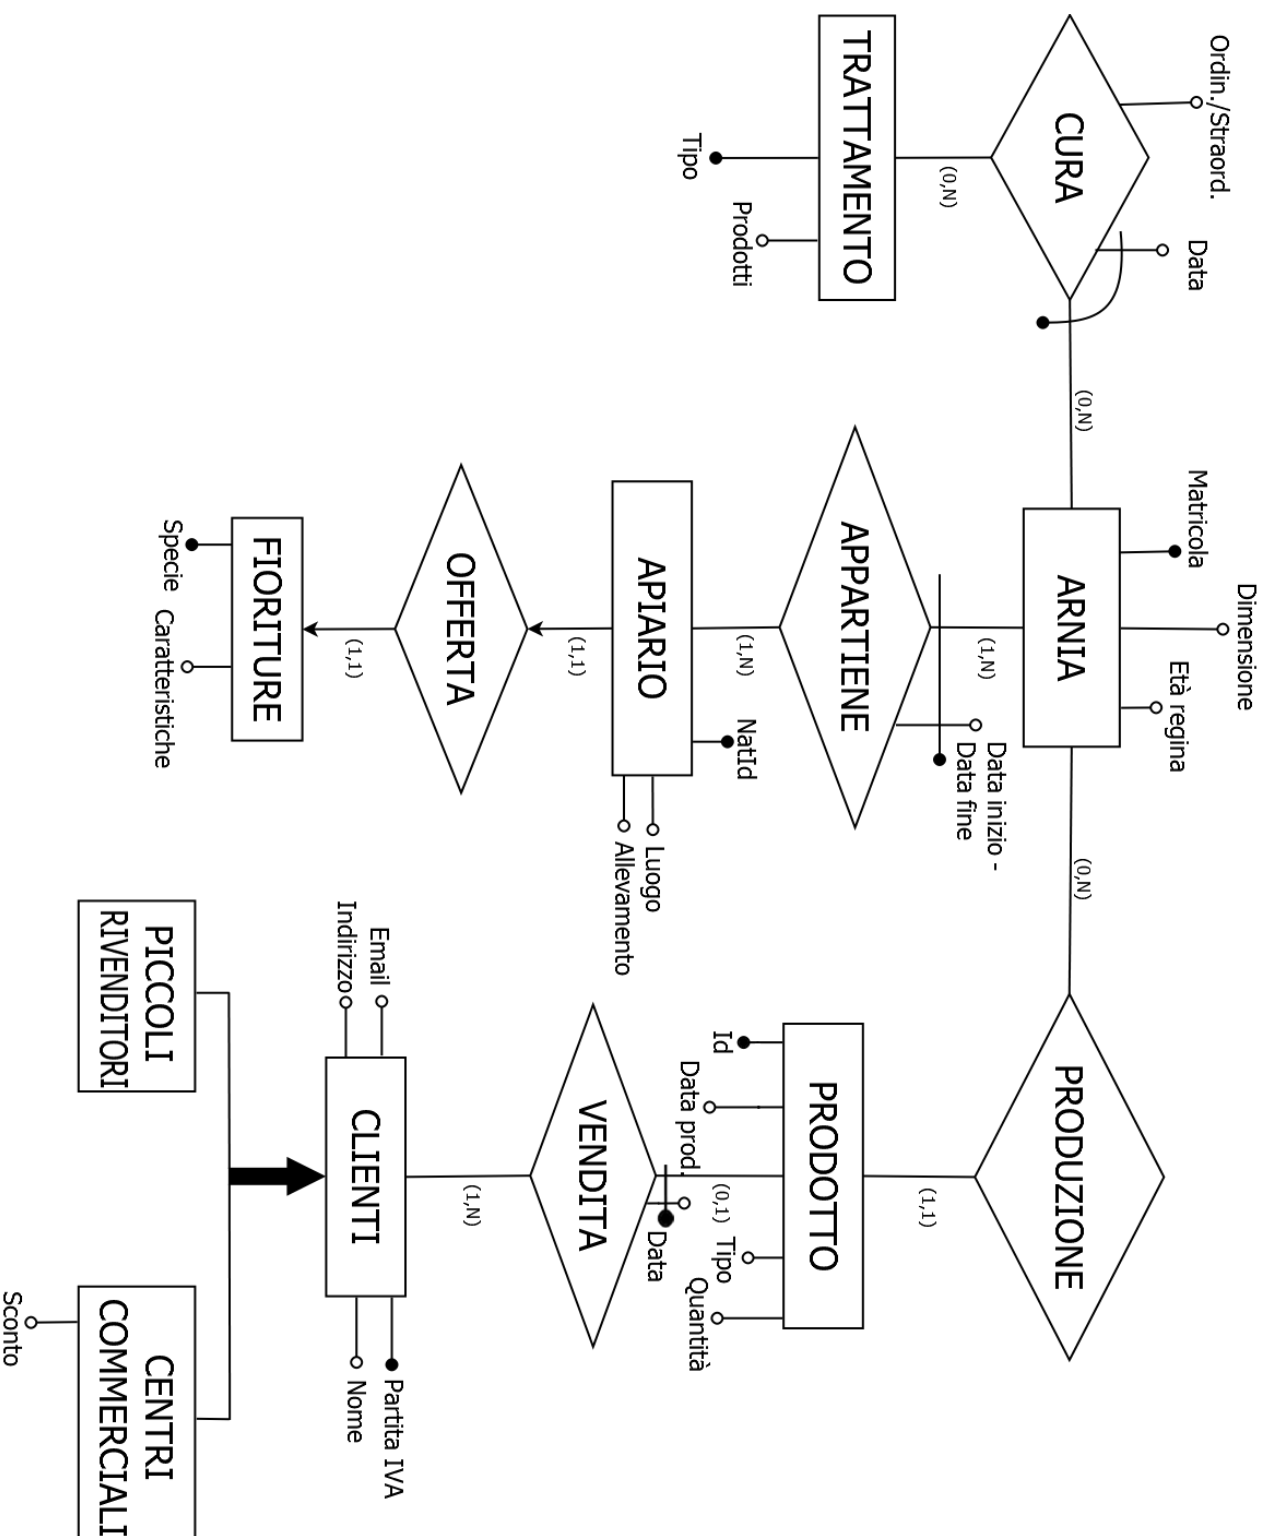 Ordin./Straord.
Data
CURA
(0,N)
TRATTAMENTO
Tipo
Prodotti
(0,N)
Matricola
Dimensione
Età regina
ARNIA
(1,N)
Data inizio -
Data fine
APPARTIENE
(1,N)
NatId
APIARIO
Luogo
Allevamento
(1,1)
OFFERTA
(1,1)
FIORITURE
Specie
Caratteristiche
(0,N)
PRODUZIONE
(1,1)
PRODOTTO
Id
Data prod.
Tipo
Quantità
(0,1)
Data
VENDITA
(1,N)
Email
Indirizzo
CLIENTI
Partita IVA
Nome
PICCOLI
RIVENDITORI
CENTRI
COMMERCIALI
Sconto